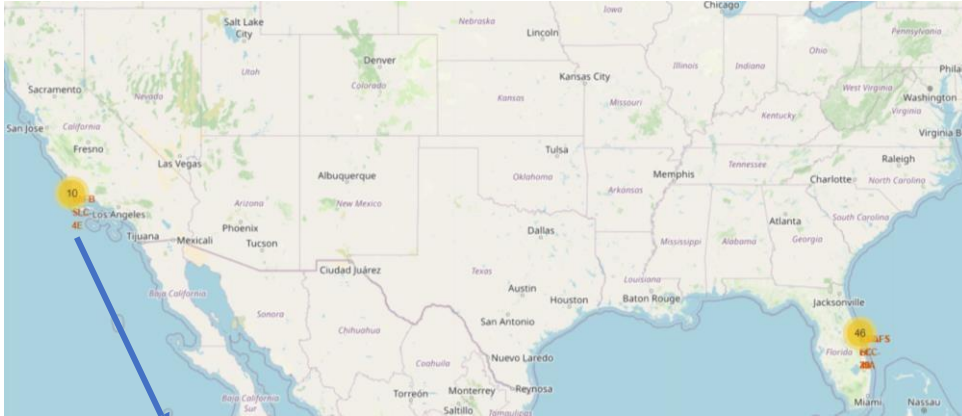 Chicago
Iowa
Nebraska
Salt Lake
City
Pennsylvania
Lincoln
Ohio
Denver
Illinois
Indiana
Utah
Colorado
Kansas City
Phila
Sacramento
Nevada
Kansas
Missouri
West Virginia
Washington
Virginia
San Jose
California
Kentucky
Virginia B
Fresno
Tulsa
Las Vegas
Raleigh
Tennessee
Albuquerque
Oklahoma
Memphis
Charlotte
North Carolina
Arkansas
10
B
Arizona
New Mexico
SLC
4E
Los Angeles
South Carolina
Atlanta
Phoenix
Dallas
Tijuana
Mexicali
Tucson
Mississippi
Alabama
Georgia
Ciudad Juárez
Texas
Louisiana
Austin
Baja California
Houston
Baton Rouge
Jacksonville
Sonora
San Antonio
Chihuahua
46
AFS
Florida
Nuevo Laredo
Coahuila
Torreón
Monterrey
Reynosa
Baja California
Sur
Miami
Nassau
Saltillo
Tamaulipas